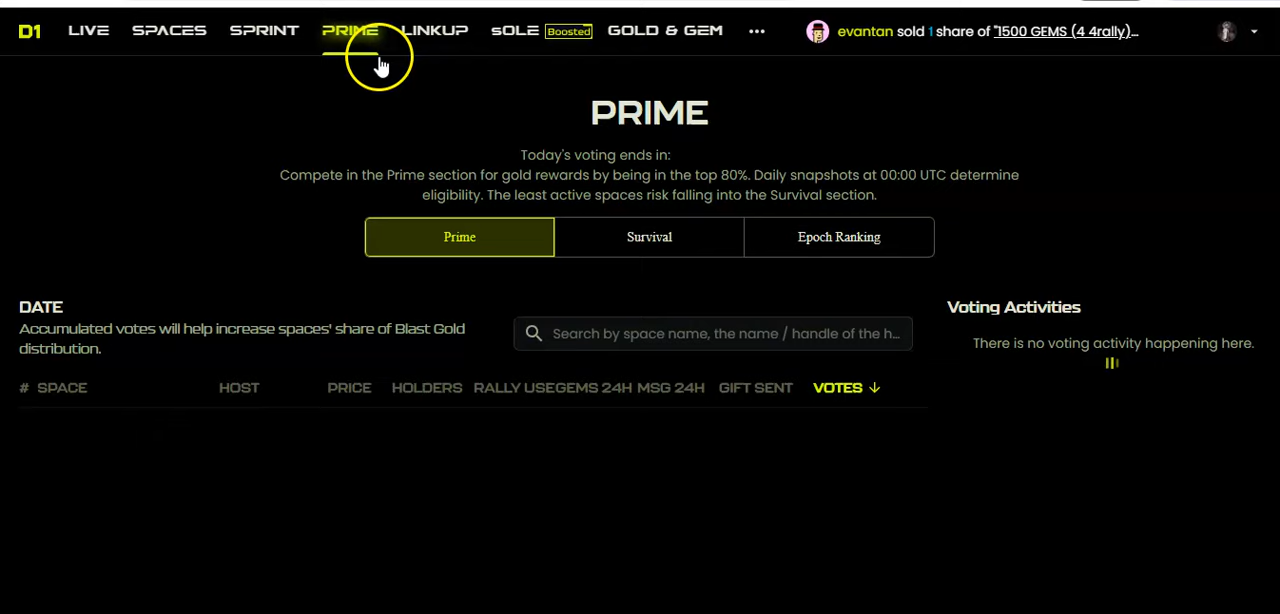 D1 LIVE SPACES SPRINT PRIME LINKUP sOLE Boosted GOLD & GEM ••• evantan sold 1 share of "1500 GEMS (4 4rally)...
PRIME
Today's voting ends in:
Compete in the Prime section for gold rewards by being in the top 80%. Daily snapshots at 00:00 UTC determine
eligibility. The least active spaces risk falling into the Survival section.
Prime Survival Epoch Ranking
DATE
Accumulated votes will help increase spaces' share of Blast Gold
distribution.
Search by space name, the name / handle of the h...
Voting Activities
There is no voting activity happening here.
# SPACE HOST PRICE HOLDERS RALLY USEGEMS 24H MSG 24H GIFT SENT VOTES ↓